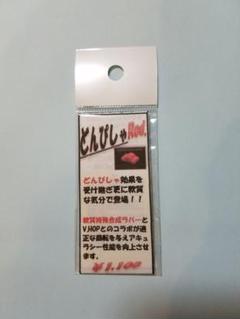 どんぴしゃRed.
どんぴしゃ効果を
受け継ぎ更に軟質
な気分で登場！！
軟質特殊合成ラバーと
V,HOPとのコラボが適
正な回転を与えアキュ
ラシー性能を向上させ
ます。
￥1,100